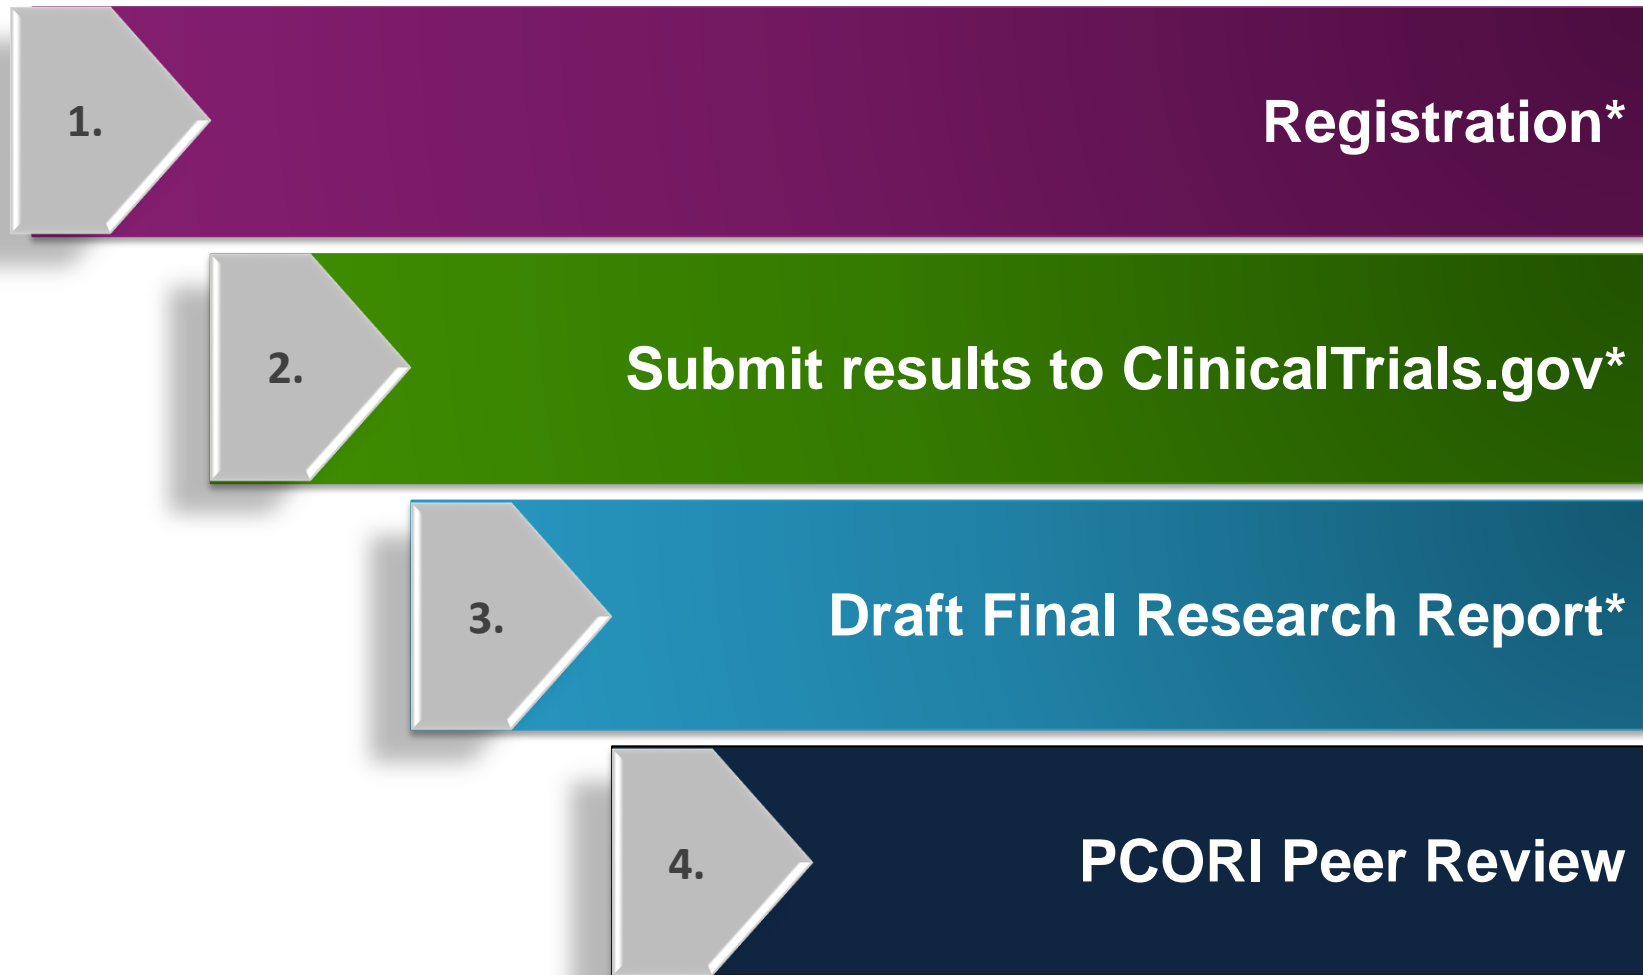 1. Registration*
2. Submit results to ClinicalTrials.gov*
3. Draft Final Research Report*
4. PCORI Peer Review